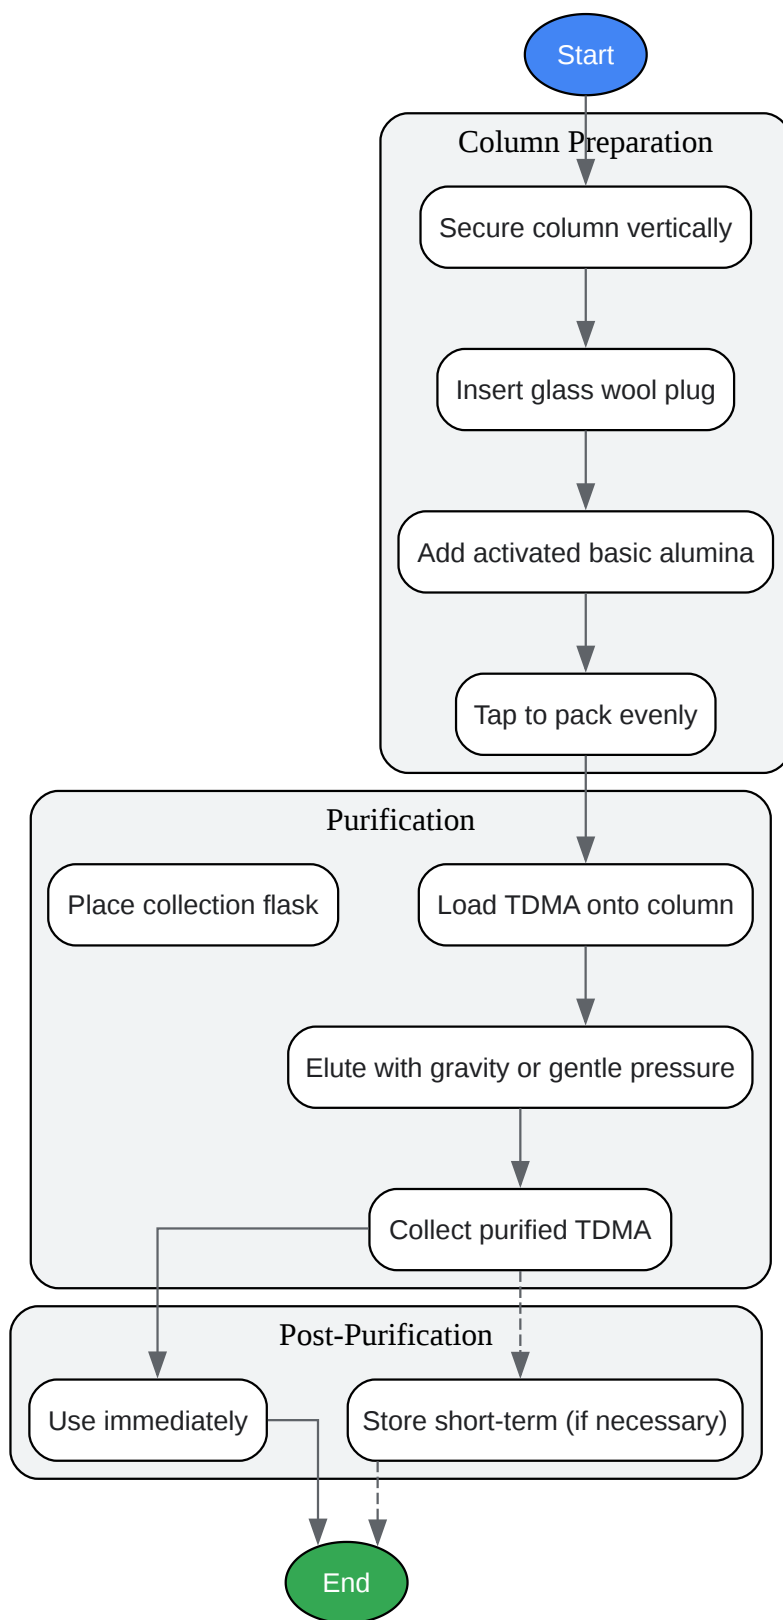 Start
Column Preparation
Secure column vertically
Insert glass wool plug
Add activated basic alumina
Tap to pack evenly
Purification
Place collection flask
Load TDMA onto column
Elute with gravity or gentle pressure
Collect purified TDMA
Post-Purification
Use immediately
Store short-term (if necessary)
End